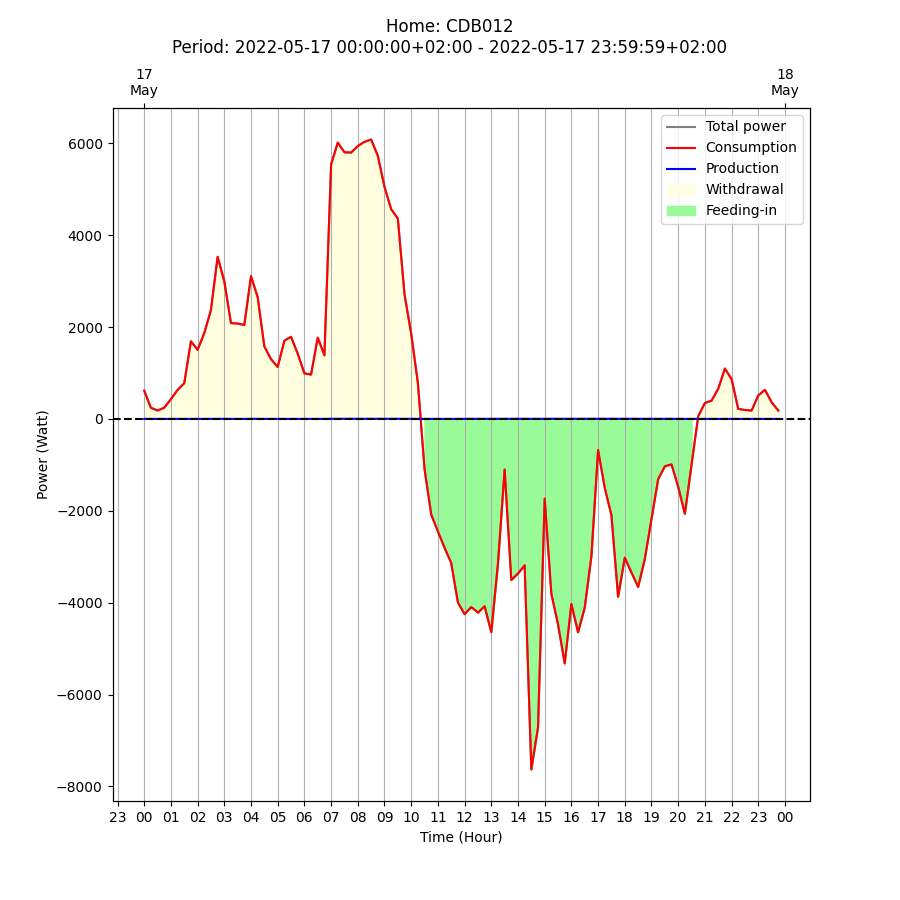 Home: CDB012
Period: 2022-05-17 00:00:00+02:00 - 2022-05-17 23:59:59+02:00
17 18
May May
Total power
Consumption
Production
Withdrawal
Feeding-in
6000
4000
2000
0
−2000
−4000
−6000
−8000
Power (Watt)
23 00 01 02 03 04 05 06 07 08 09 10 11 12 13 14 15 16 17 18 19 20 21 22 23 00
Time (Hour)